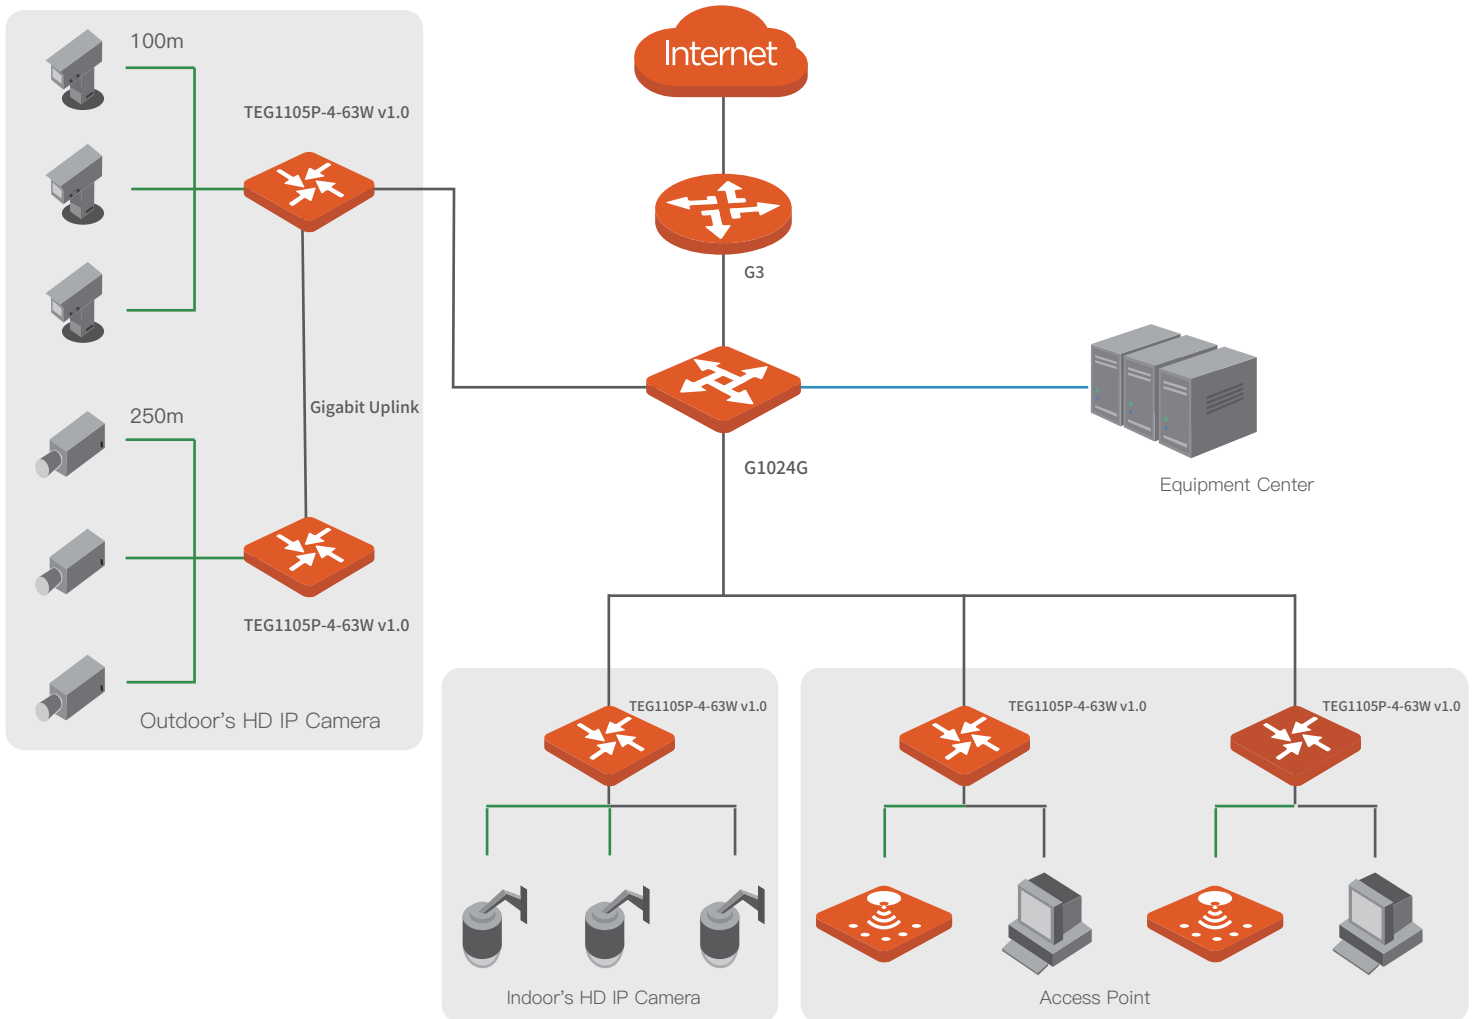 Internet
100m
TEG1105P-4-63W v1.0
G3
Gigabit Uplink
250m
G1024G
Equipment Center
TEG1105P-4-63W v1.0
Outdoor's HD IP Camera
TEG1105P-4-63W v1.0
TEG1105P-4-63W v1.0
TEG1105P-4-63W v1.0
Indoor's HD IP Camera
Access Point